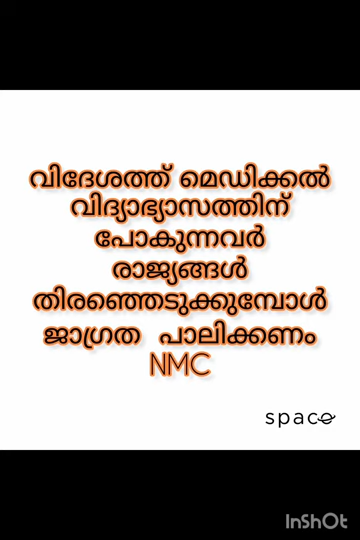 വിദേശത്ത് മെഡിക്കൽ
വിദ്യാഭ്യാസത്തിന്
പോകുന്നവർ
രാജ്യങ്ങൾ
തിരഞ്ഞെടുക്കുമ്പോൾ
ജാഗ്രത പാലിക്കണം
NMC
space
InShOt